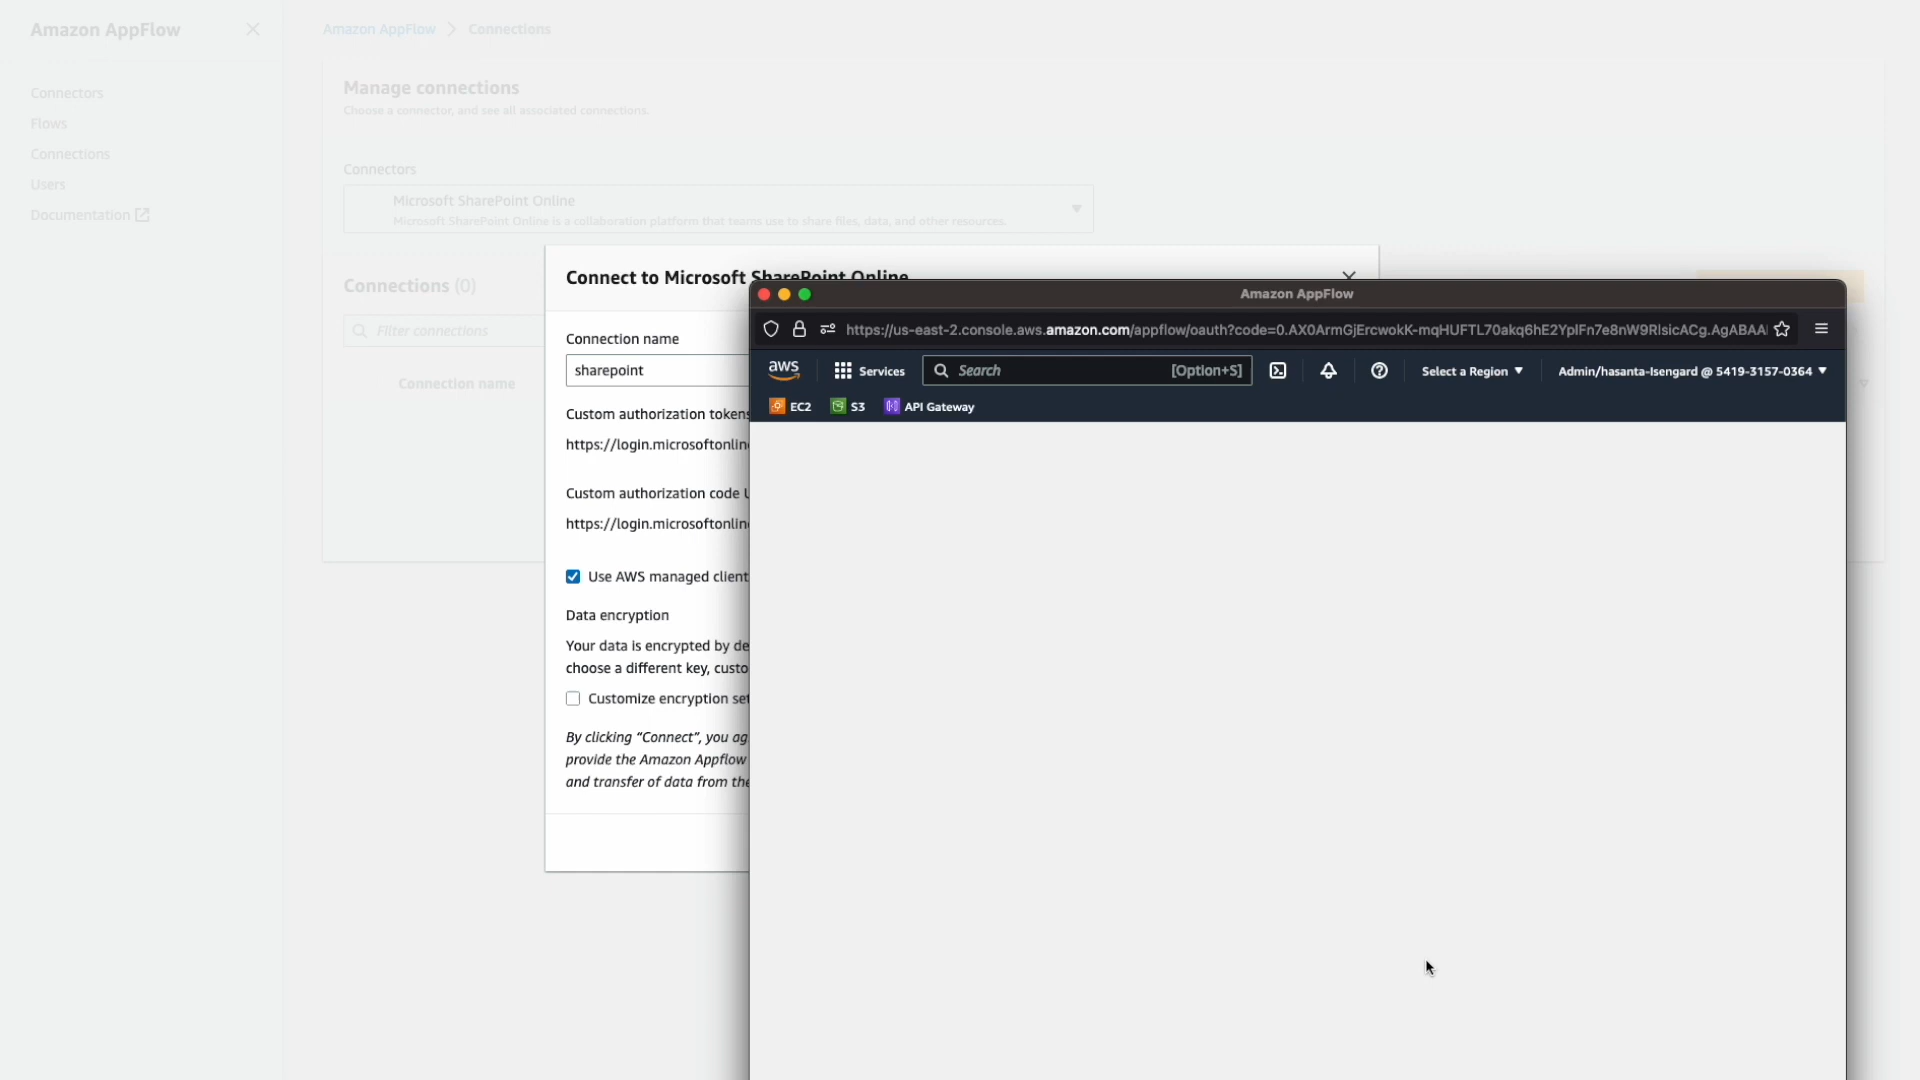 Amazon AppFlow
Connectors
Flows
Connections
Users
Documentation
Amazon AppFlow
Connections
Manage connections
Choose a connector, and see all associated connections.
Connectors
Microsoft SharePoint Online
Microsoft SharePoint Online is a collaboration platform that teams use to share files, data, and other resources.
Connections (0)
Filter connections
Connection name
Connect to Microsoft SharePoint Online
Connection name
sharepoint
Custom authorization tokens
https://login.microsoftonlin
Custom authorization code
https://login.microsoftonlin
Use AWS managed client
Data encryption
Your data is encrypted by de
choose a different key, custo
Customize encryption set
By clicking "Connect", you ag
provide the Amazon Appflow
and transfer of data from the
Amazon AppFlow
https://us-east-2.console.aws.amazon.com/appflow/oauth?code=0.AX0ArmGjErcwokK-mqHUFTL70akq6hE2YplFn7e8nW9RlsicACg.AgABAA
aws
Services
Search
[Option+S]
Select a Region
Admin/hasanta-Isengard @ 5419-3157-0364
EC2
S3
API Gateway